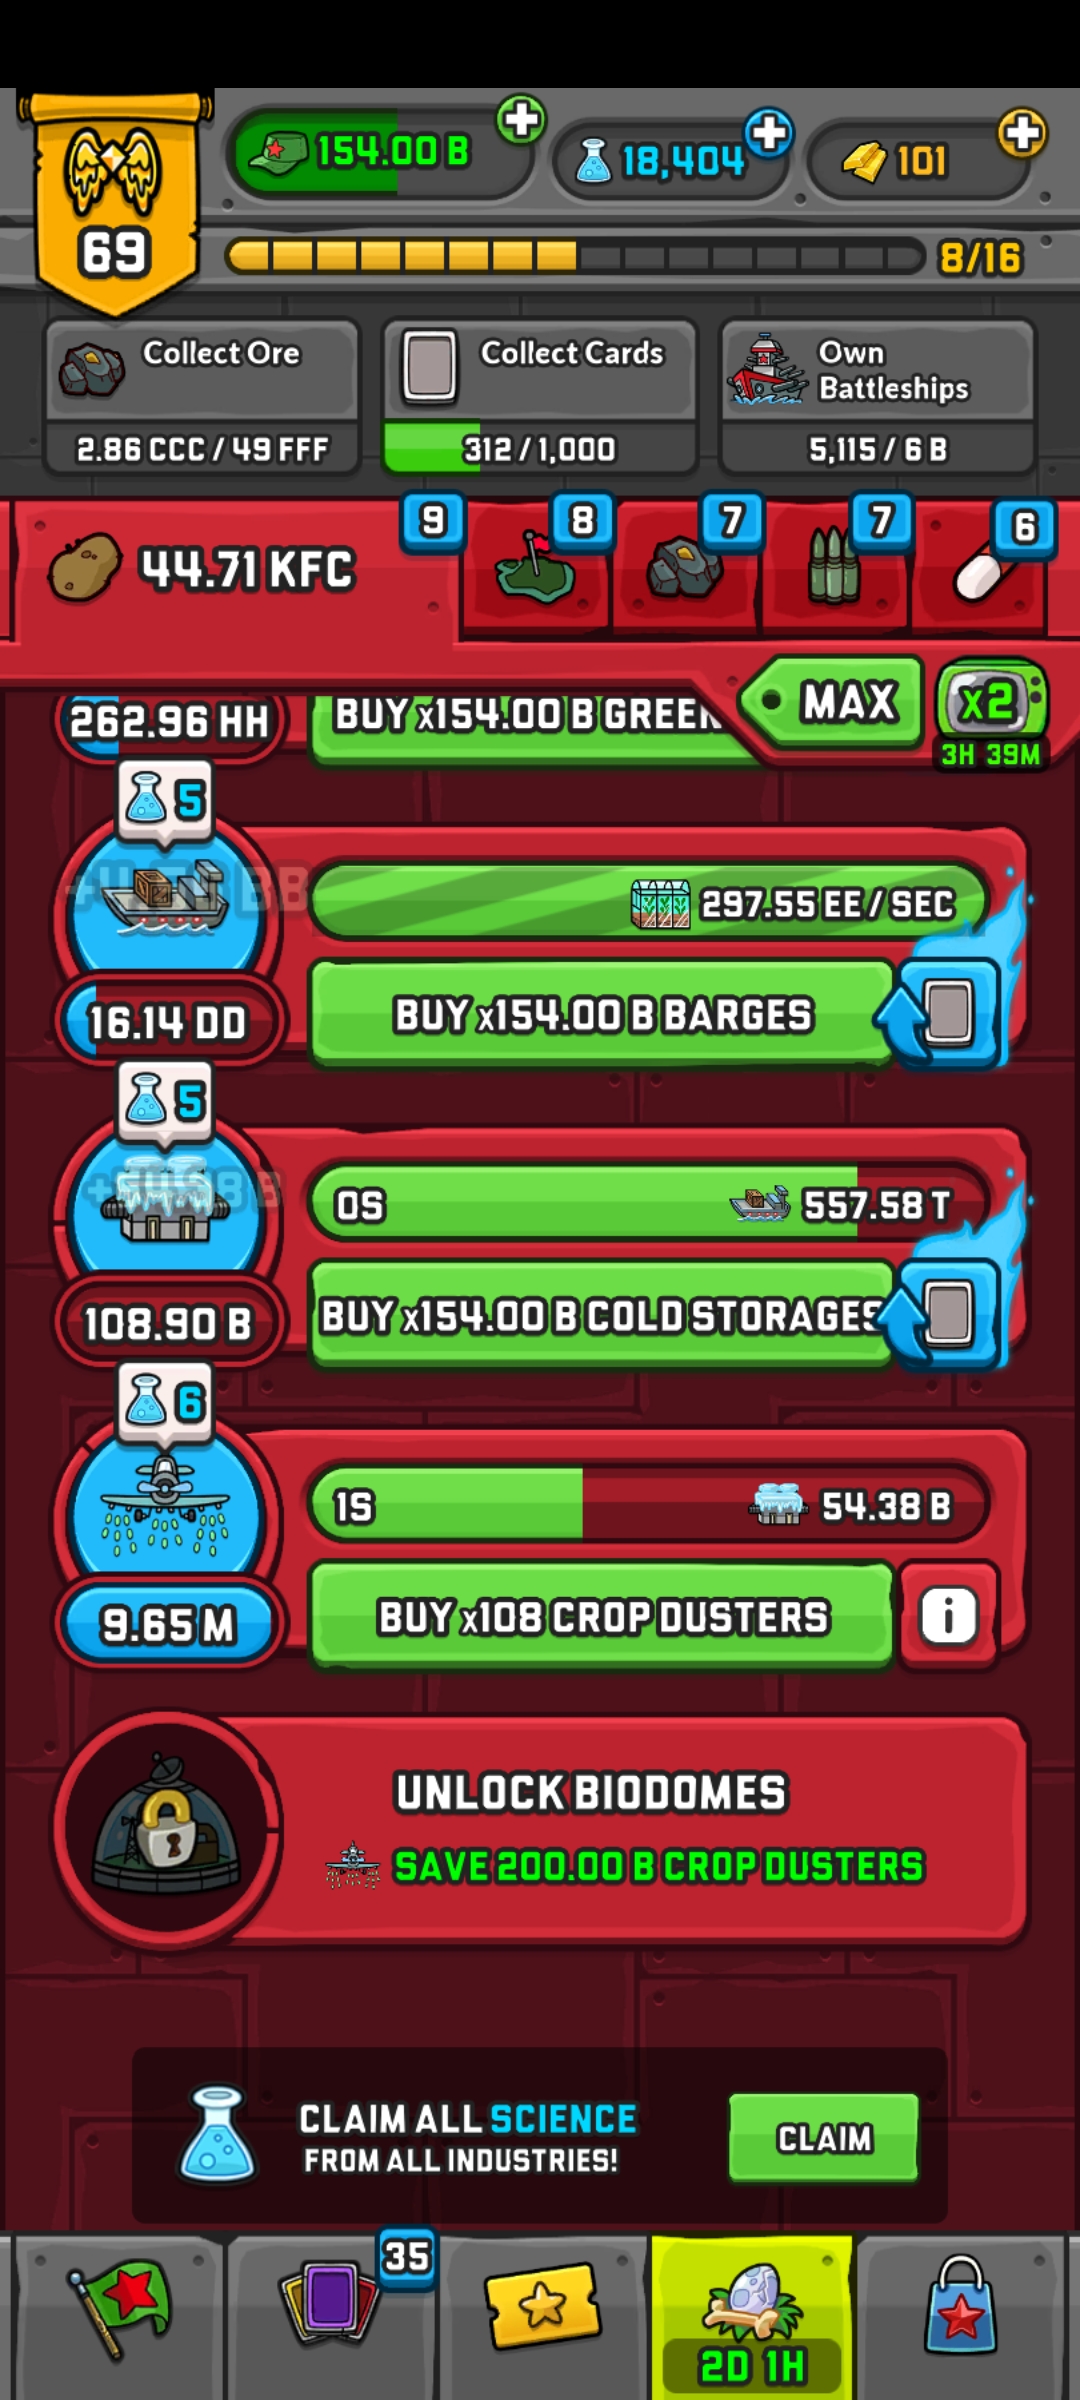 154.00 B
18,404
101
69
8/16
Collect Ore
2.86 CCC / 49 FFF
Collect Cards
312 / 1,000
Own
Battleships
5,115 / 6 B
44.71 KFC
9
8
7
7
6
MAX
x2
3H 39M
262.96 HH
BUY x154.00 B GREEN
5
297.55 EE / SEC
16.14 DD
BUY x154.00 B BARGES
5
0S
557.58 T
108.90 B
BUY x154.00 B COLD STORAGES
6
1S
54.38 B
9.65 M
BUY x108 CROP DUSTERS
i
UNLOCK BIODOMES
SAVE 200.00 B CROP DUSTERS
CLAIM ALL SCIENCE
FROM ALL INDUSTRIES!
CLAIM
35
2D 1H